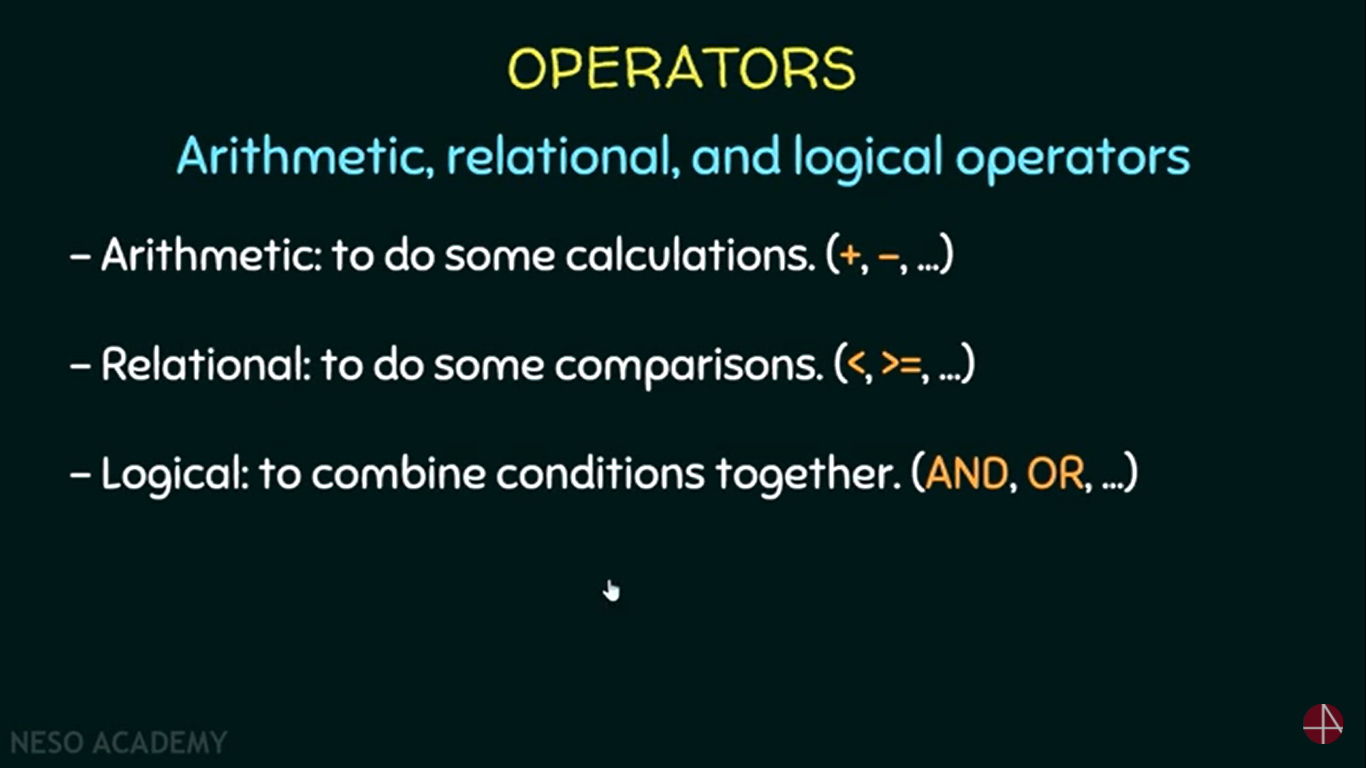 OPERATORS
Arithmetic, relational, and logical operators
– Arithmetic: to do some calculations. (+, –, ...)
– Relational: to do some comparisons. (<, >=, ...)
– Logical: to combine conditions together. (AND, OR, ...)
NESO ACADEMY